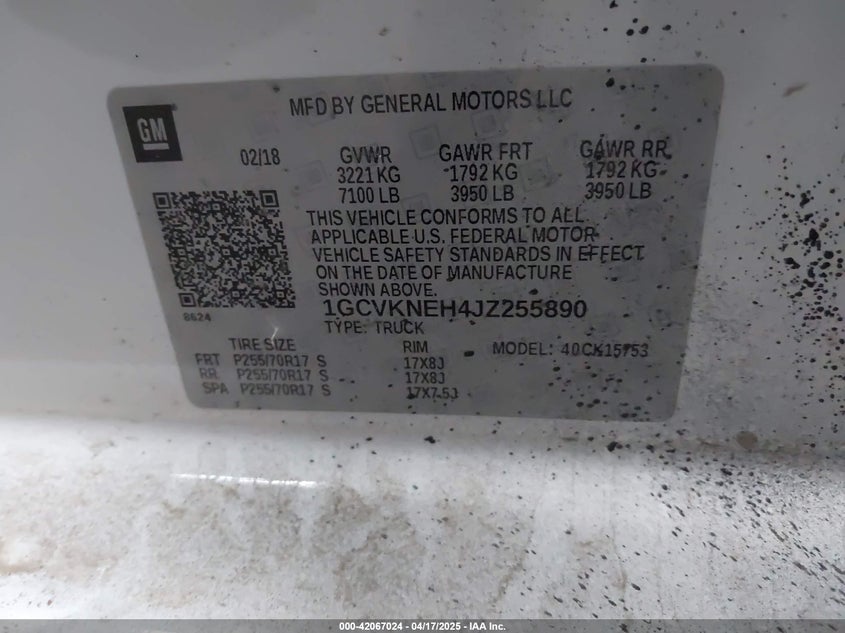 MFD BY GENERAL MOTORS LLC
GM
02/18 GVWR GAWR FRT GAWR RR
3221 KG 1792 KG 1792 KG
7100 LB 3950 LB 3950 LB
THIS VEHICLE CONFORMS TO ALL
APPLICABLE U.S. FEDERAL MOTOR
VEHICLE SAFETY STANDARDS IN EFFECT
ON THE DATE OF MANUFACTURE
SHOWN ABOVE.
8624
1GCVKNEH4JZ255890
TYPE: TRUCK
TIRE SIZE RIM MODEL: 40CK15753
FRT P255/70R17 S 17X8J
RR P255/70R17 S 17X8J
SPA P255/70R17 S 17X7.5J
000-42067024 - 04/17/2025 - IAA Inc.